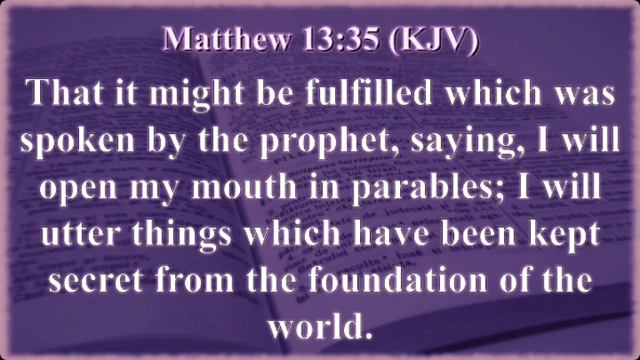 Matthew 13:35 (KJV)
That it might be fulfilled which was
spoken by the prophet, saying, I will
open my mouth in parables; I will
utter things which have been kept
secret from the foundation of the
world.